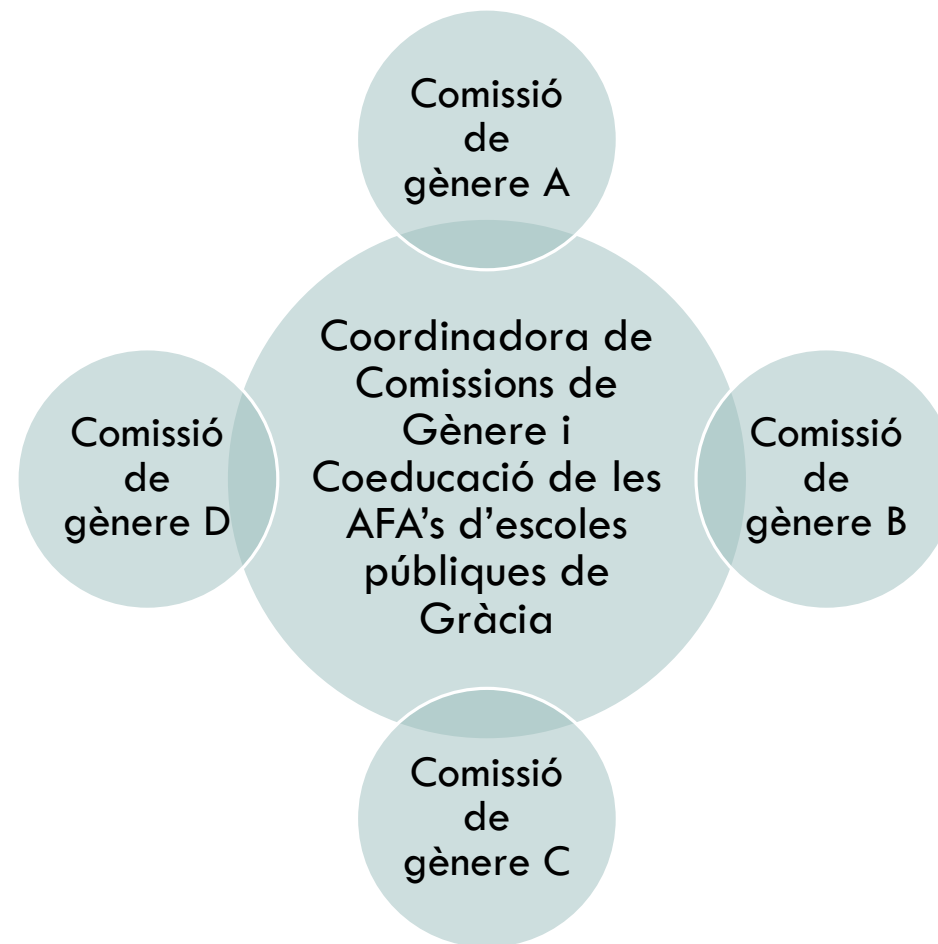 Comissió
de
gènere A
Coordinadora de
Comissions de
Gènere i
Coeducació de les
AFA’s d’escoles
públiques de
Gràcia
Comissió
de
gènere D
Comissió
de
gènere B
Comissió
de
gènere C